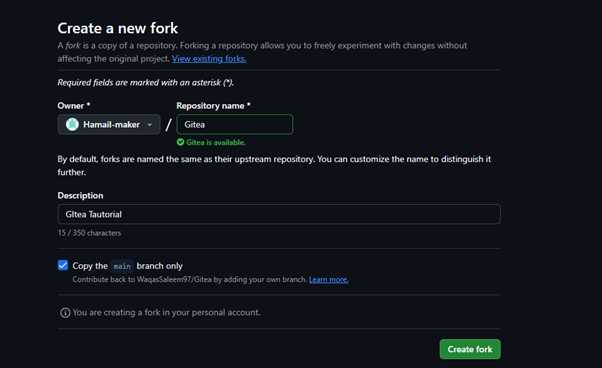 Create a new fork
A fork is a copy of a repository. Forking a repository allows you to freely experiment with changes without
affecting the original project. View existing forks.
Required fields are marked with an asterisk (*).
Owner * Repository name *
Hamail-maker / Gitea
Gitea is available.
By default, forks are named the same as their upstream repository. You can customize the name to distinguish it
further.
Description
GItea Tautorial
15 / 350 characters
Copy the main branch only
Contribute back to WaqasSaleem97/Gitea by adding your own branch. Learn more.
You are creating a fork in your personal account.
Create fork